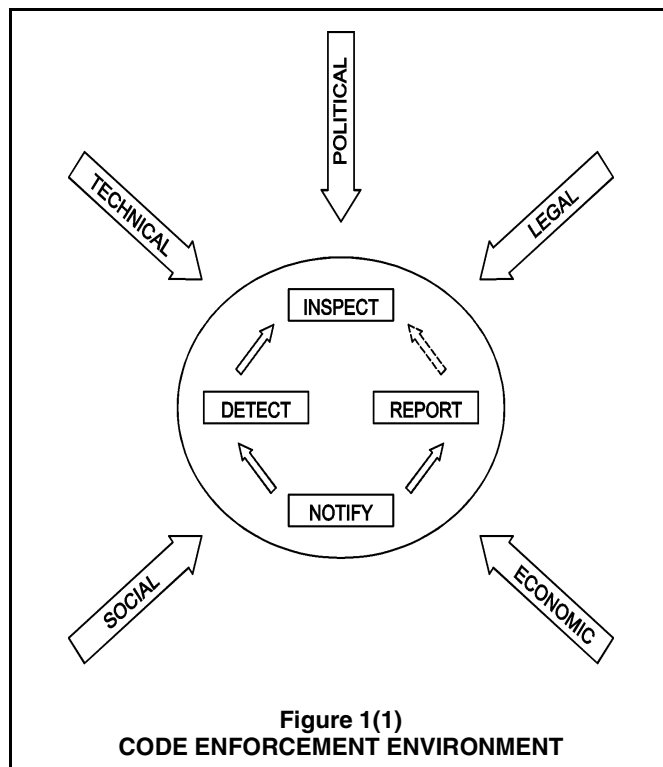 POLITICAL
TECHNICAL
LEGAL
INSPECT
DETECT
REPORT
NOTIFY
SOCIAL
ECONOMIC
Figure 1(1)
CODE ENFORCEMENT ENVIRONMENT